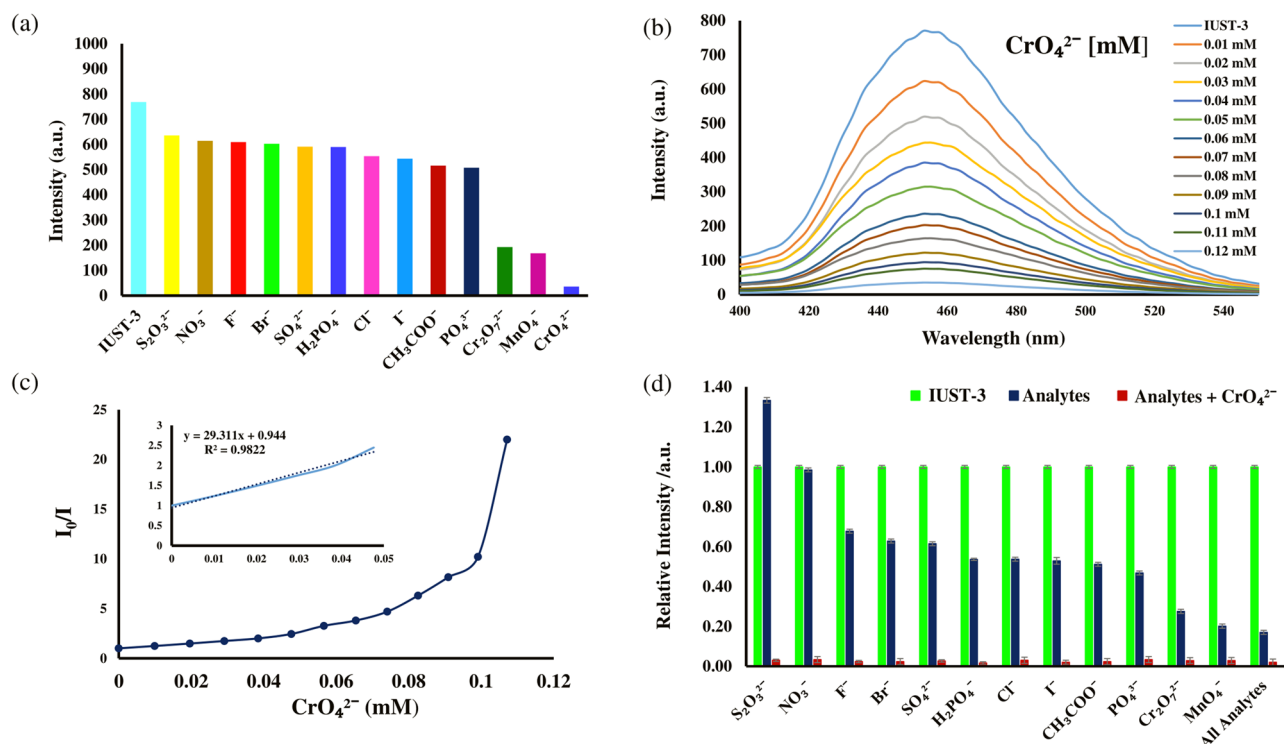 (a)
1000
900
800
700
600
500
400
300
200
100
0
Intensity (a.u.)
IUST-3
S₂O₃²⁻
NO₃⁻
F⁻
Br⁻
SO₄²⁻
H₂PO₄⁻
Cl⁻
I⁻
CH₃COO⁻
PO₄³⁻
Cr₂O₇²⁻
MnO₄⁻
CrO₄²⁻
(b)
800
700
600
500
400
300
200
100
0
Intensity (a.u.)
400
420
440
460
480
500
520
540
Wavelength (nm)
CrO₄²⁻ [mM]
IUST-3
0.01 mM
0.02 mM
0.03 mM
0.04 mM
0.05 mM
0.06 mM
0.07 mM
0.08 mM
0.09 mM
0.1 mM
0.11 mM
0.12 mM
(c)
25
20
15
10
5
0
I₀/I
0
0.02
0.04
0.06
0.08
0.1
0.12
CrO₄²⁻ (mM)
3
2.5
2
1.5
1
0.5
0
0
0.01
0.02
0.03
0.04
0.05
y = 29.311x + 0.944
R² = 0.9822
(d)
1.40
1.20
1.00
0.80
0.60
0.40
0.20
0.00
Relative Intensity /a.u.
IUST-3
Analytes
Analytes + CrO₄²⁻
S₂O₃²⁻
NO₃⁻
F⁻
Br⁻
SO₄²⁻
H₂PO₄⁻
Cl⁻
I⁻
CH₃COO⁻
PO₄³⁻
Cr₂O₇²⁻
MnO₄⁻
All Analytes